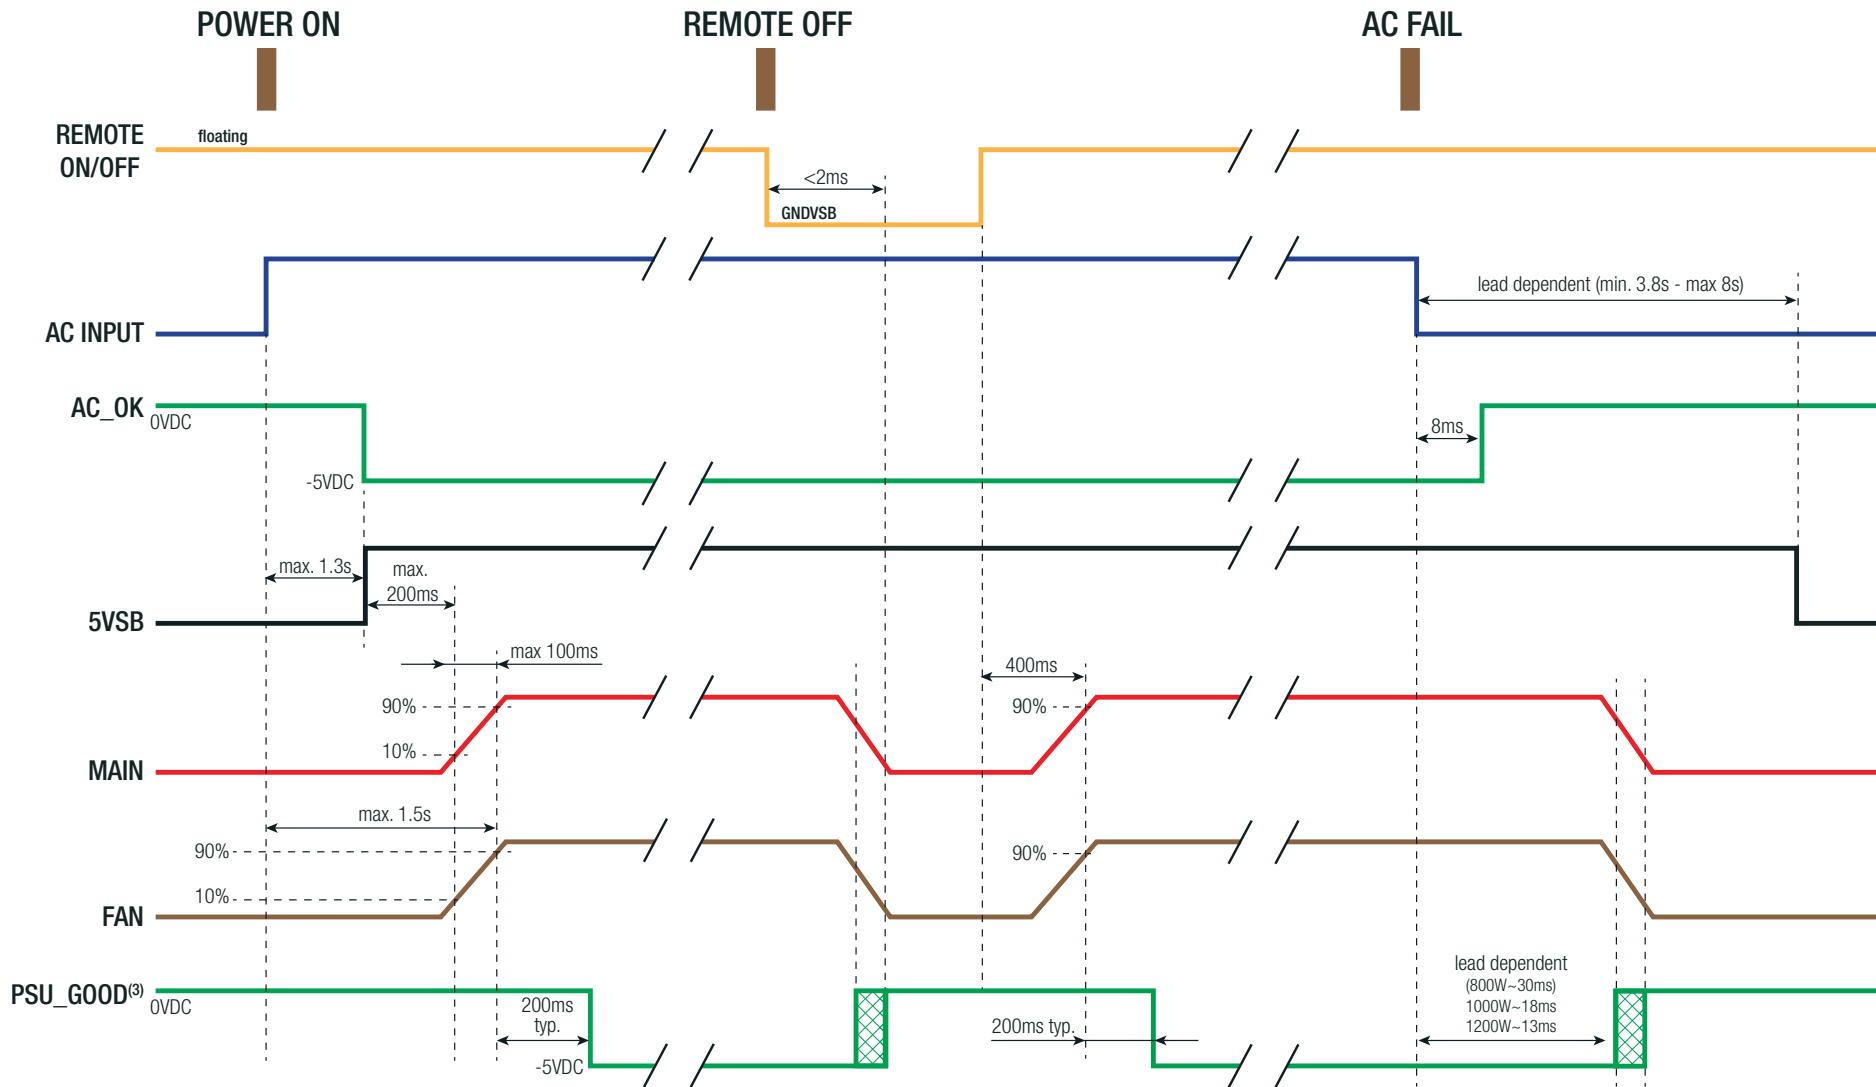 POWER ON
REMOTE OFF
AC FAIL
REMOTE
ON/OFF
floating
<2ms
GNDVSB
AC INPUT
lead dependent (min. 3.8s - max 8s)
AC_OK
0VDC
-5VDC
8ms
5VSB
max. 1.3s
max.
200ms
max 100ms
400ms
MAIN
90%
10%
90%
max. 1.5s
FAN
90%
10%
90%
PSU_GOOD(3)
0VDC
200ms
typ.
-5VDC
200ms typ.
lead dependent
(800W~30ms)
1000W~18ms
1200W~13ms